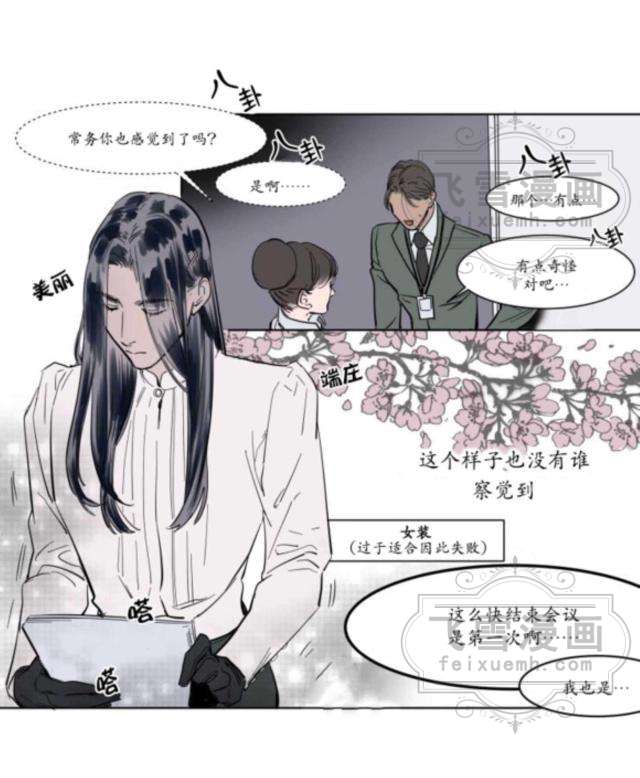 八卦
常务你也感觉到了吗？
八卦
是啊……
八卦
那个…有点
八卦
有点奇怪
对吧…
飞雪漫画
feixuemh.com
美丽
端庄
这个样子也没有谁
察觉到
女装
（过于适合因此失败）
嗒
嗒
这么快结束会议
是第一次啊……
飞雪漫画
feixuemh.com
我也是…